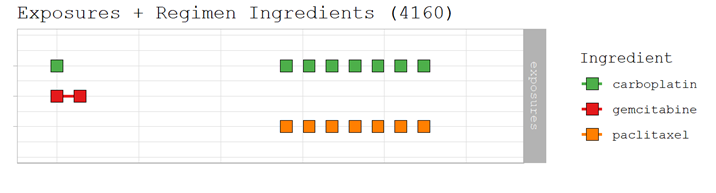 Exposures + Regimen Ingredients (4160)
exposures
Ingredient
carboplatin
gemcitabine
paclitaxel